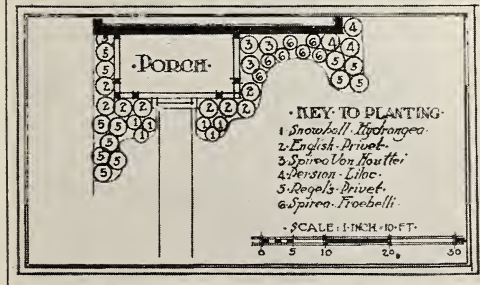 ·PORCH·
·KEY TO PLANTING·
1·Snowball·Hydrangea·
2·English·Privet·
3·Spirea Von Houttei
4·Persian·Lilac·
5·Regel's·Privet·
6·Spirea·Froebelli·
·SCALE:1·INCH=10·FT·
0 5 10 20 30